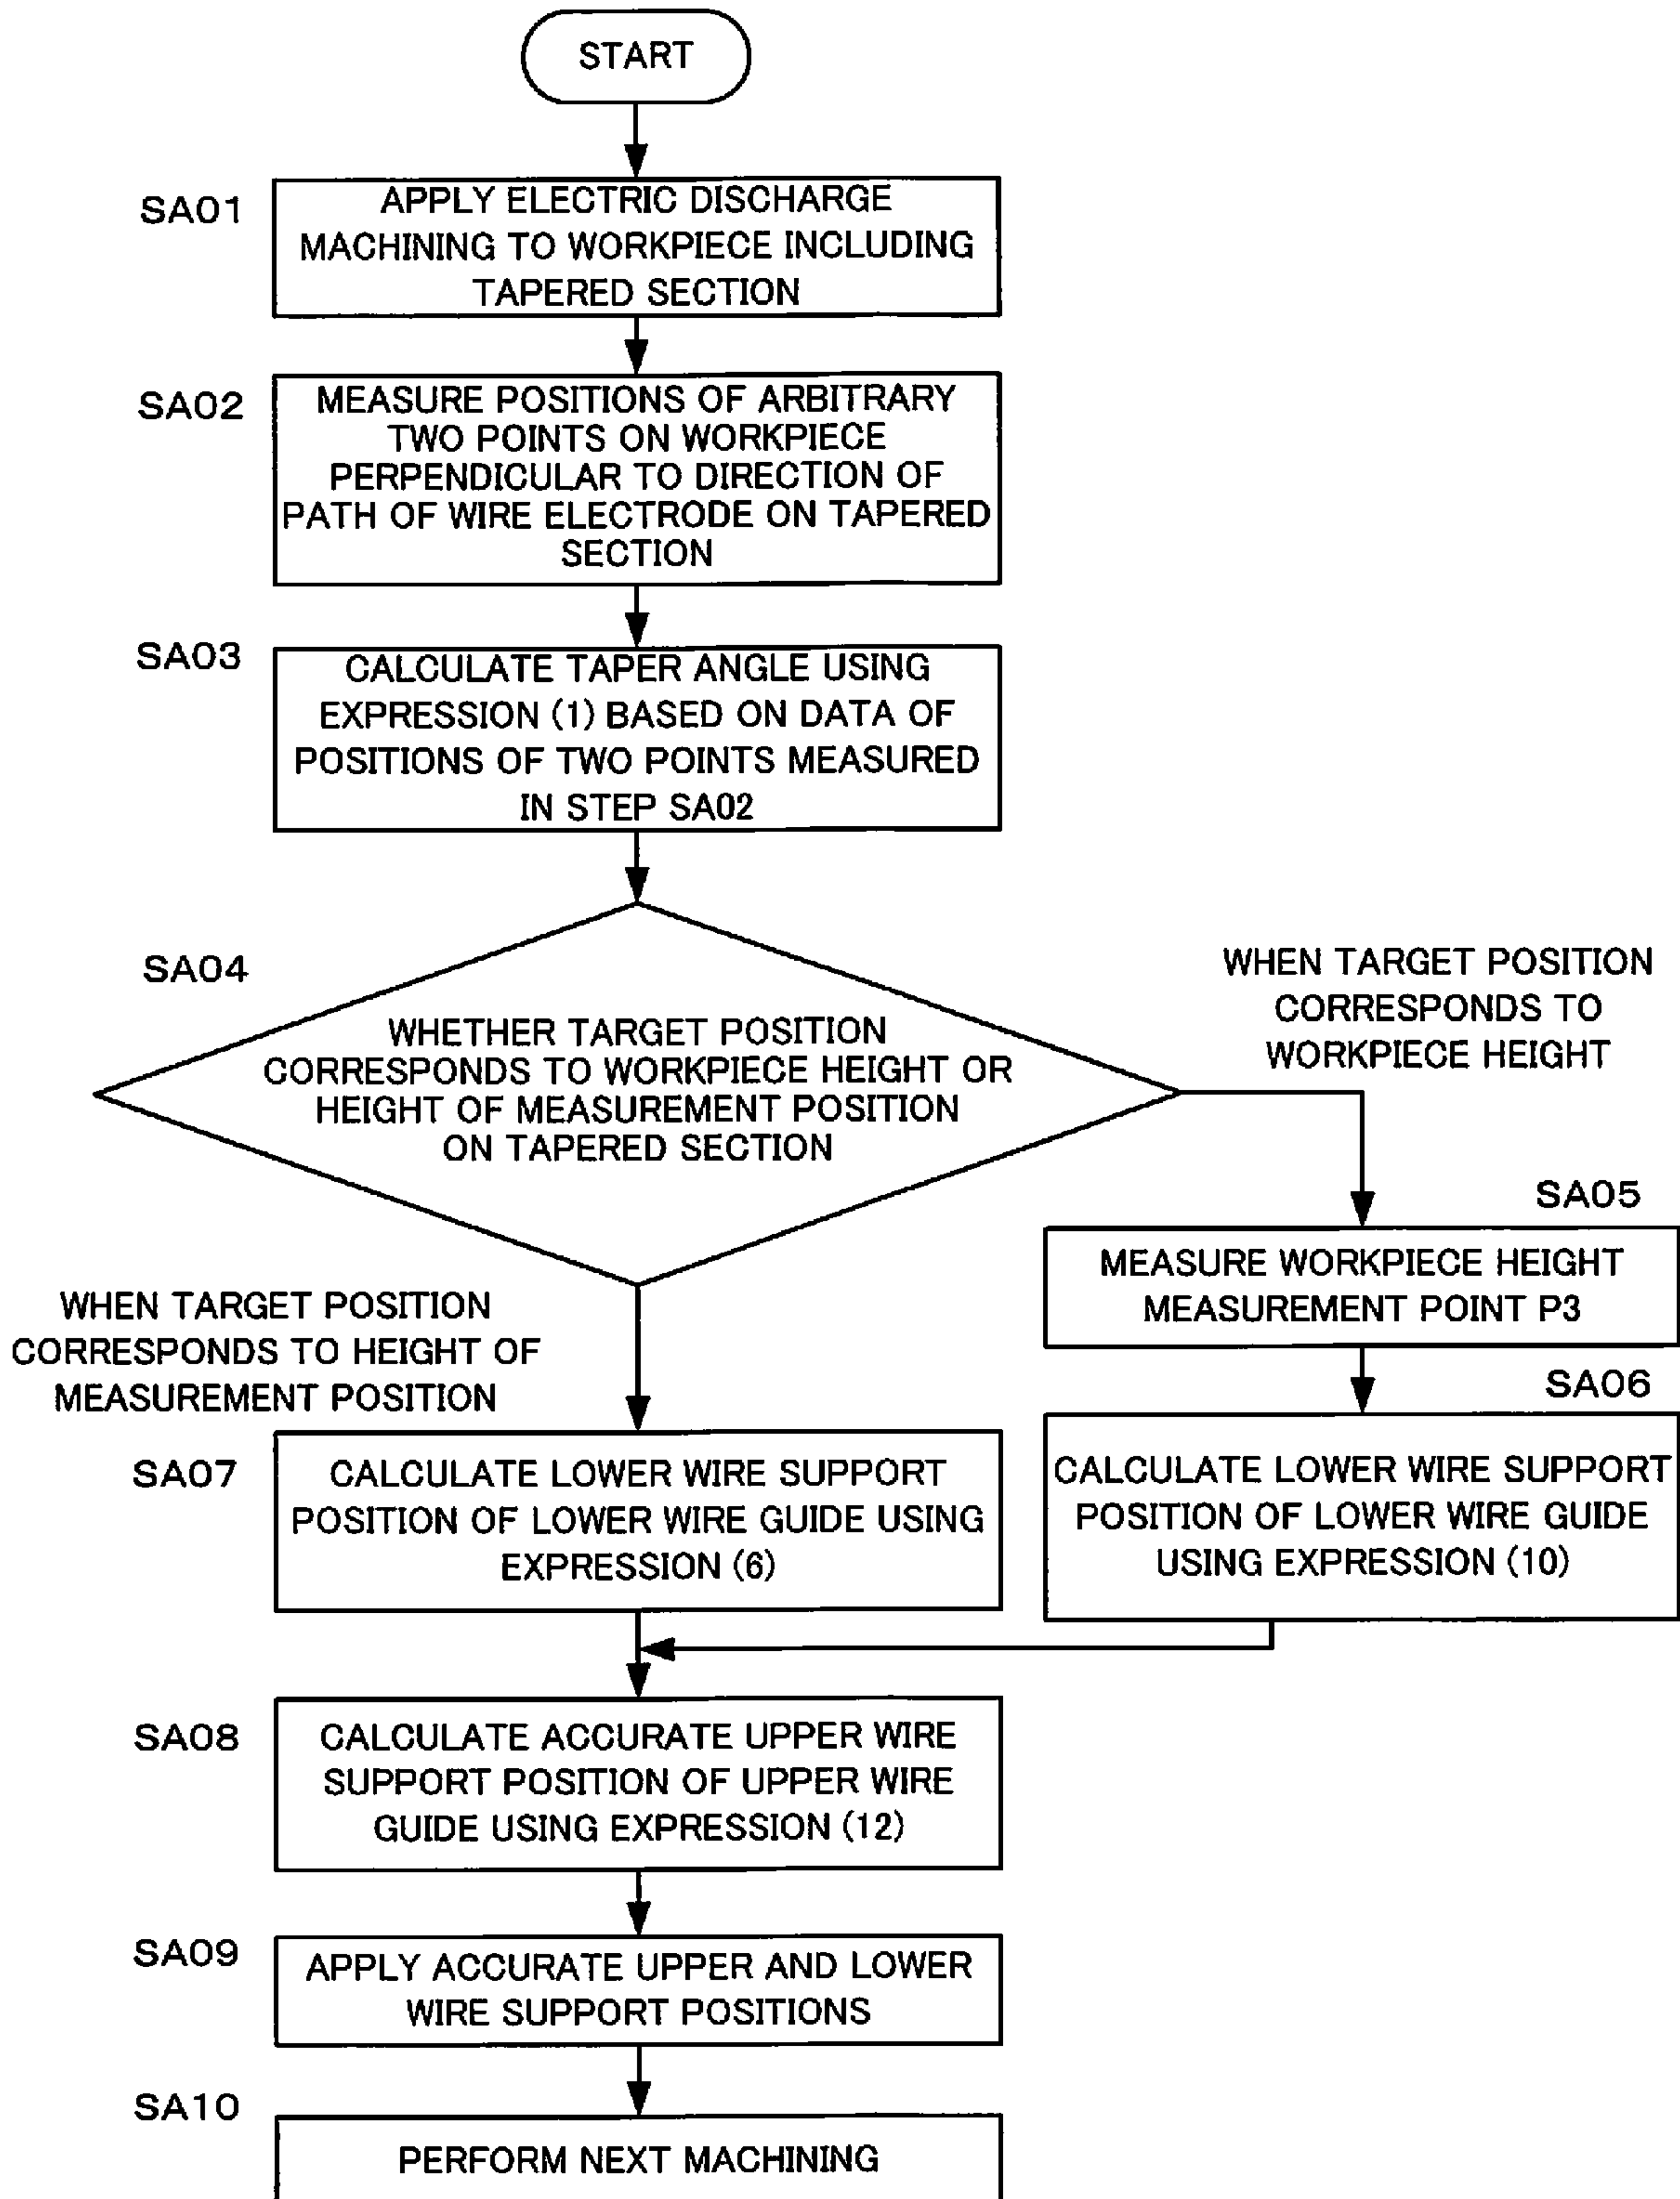 START
SA01
APPLY ELECTRIC DISCHARGE
MACHINING TO WORKPIECE INCLUDING
TAPERED SECTION
SA02
MEASURE POSITIONS OF ARBITRARY
TWO POINTS ON WORKPIECE
PERPENDICULAR TO DIRECTION OF
PATH OF WIRE ELECTRODE ON TAPERED
SECTION
SA03
CALCULATE TAPER ANGLE USING
EXPRESSION (1) BASED ON DATA OF
POSITIONS OF TWO POINTS MEASURED
IN STEP SA02
SA04
WHETHER TARGET POSITION
CORRESPONDS TO WORKPIECE HEIGHT OR
HEIGHT OF MEASUREMENT POSITION
ON TAPERED SECTION
WHEN TARGET POSITION
CORRESPONDS TO
WORKPIECE HEIGHT
SA05
MEASURE WORKPIECE HEIGHT
MEASUREMENT POINT P3
SA06
CALCULATE LOWER WIRE SUPPORT
POSITION OF LOWER WIRE GUIDE
USING EXPRESSION (10)
WHEN TARGET POSITION
CORRESPONDS TO HEIGHT OF
MEASUREMENT POSITION
SA07
CALCULATE LOWER WIRE SUPPORT
POSITION OF LOWER WIRE GUIDE USING
EXPRESSION (6)
SA08
CALCULATE ACCURATE UPPER WIRE
SUPPORT POSITION OF UPPER WIRE
GUIDE USING EXPRESSION (12)
SA09
APPLY ACCURATE UPPER AND LOWER
WIRE SUPPORT POSITIONS
SA10
PERFORM NEXT MACHINING